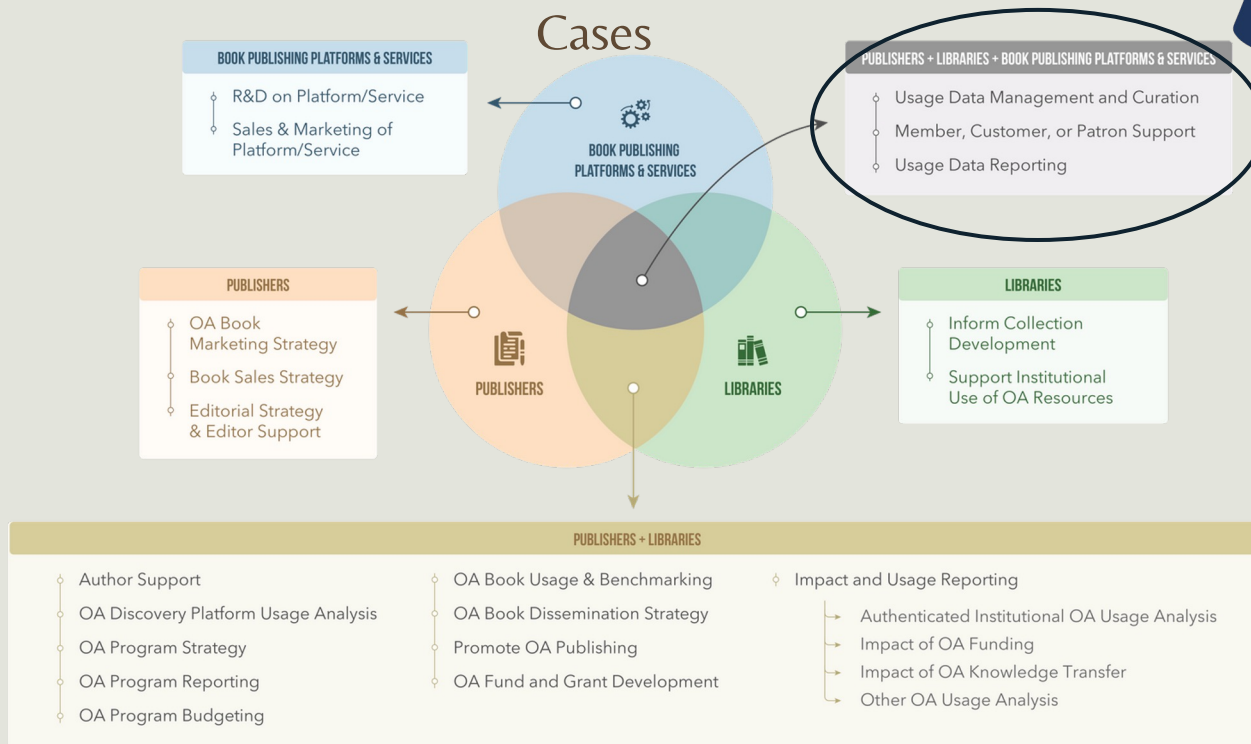 Cases
BOOK PUBLISHING PLATFORMS & SERVICES
R&D on Platform/Service
Sales & Marketing of
Platform/Service
PUBLISHERS + LIBRARIES + BOOK PUBLISHING PLATFORMS & SERVICES
Usage Data Management and Curation
Member, Customer, or Patron Support
Usage Data Reporting
BOOK PUBLISHING
PLATFORMS & SERVICES
PUBLISHERS
OA Book
Marketing Strategy
Book Sales Strategy
Editorial Strategy
& Editor Support
PUBLISHERS
LIBRARIES
LIBRARIES
Inform Collection
Development
Support Institutional
Use of OA Resources
PUBLISHERS + LIBRARIES
Author Support
OA Discovery Platform Usage Analysis
OA Program Strategy
OA Program Reporting
OA Program Budgeting
OA Book Usage & Benchmarking
OA Book Dissemination Strategy
Promote OA Publishing
OA Fund and Grant Development
Impact and Usage Reporting
Authenticated Institutional OA Usage Analysis
Impact of OA Funding
Impact of OA Knowledge Transfer
Other OA Usage Analysis